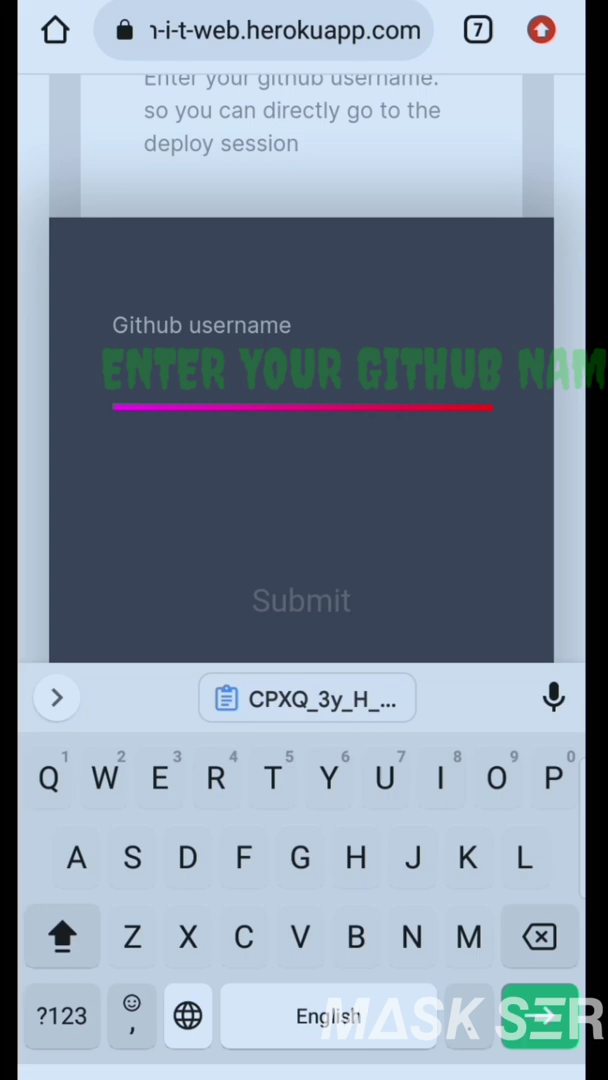 ı-i-t-web.herokuapp.com
7
Enter your github username.
so you can directly go to the
deploy session
Github username
ENTER YOUR GITHUB NAM
Submit
CPXQ_3y_H_...
1 2 3 4 5 6 7 8 9 0
Q W E R T Y U I O P
A S D F G H J K L
Z X C V B N M
?123 , English .
MASK SER